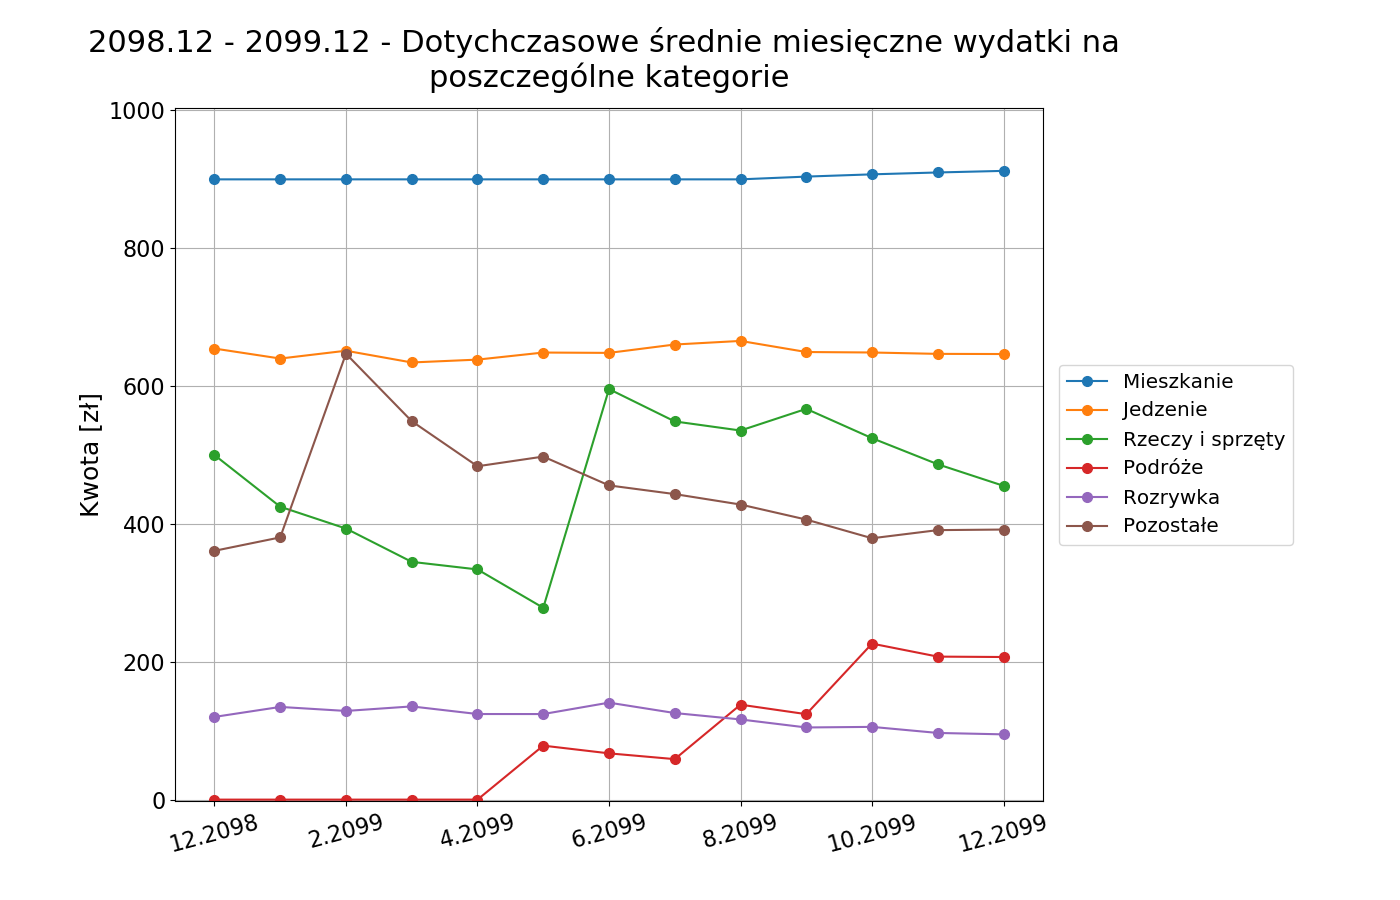 2098.12 - 2099.12 - Dotychczasowe średnie miesięczne wydatki na
poszczególne kategorie
1000
800
600
400
200
0
Kwota [zł]
12.2098
2.2099
4.2099
6.2099
8.2099
10.2099
12.2099
Mieszkanie
Jedzenie
Rzeczy i sprzęty
Podróże
Rozrywka
Pozostałe